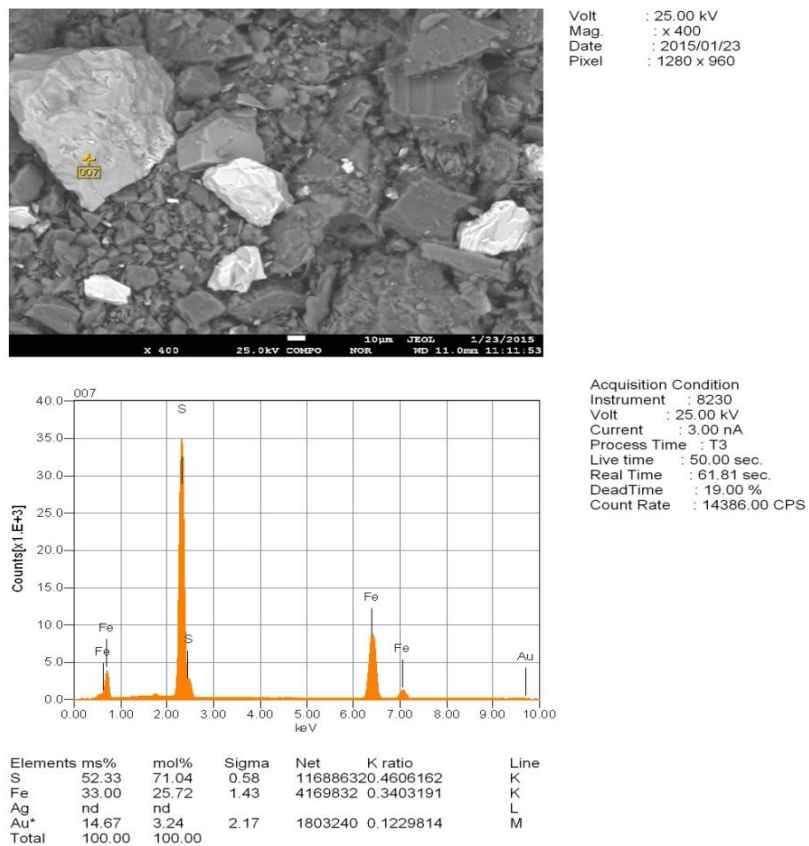 Volt : 25.00 kV
Mag. : x 400
Date : 2015/01/23
Pixel : 1280 x 960
007
10µm JEOL 1/23/2015
X 400 25.0kV COMPO NOR WD 11.0mm 11:11:53
Acquisition Condition
Instrument : 8230
Volt : 25.00 kV
Current : 3.00 nA
Process Time : T3
Live time : 50.00 sec.
Real Time : 61.81 sec.
DeadTime : 19.00 %
Count Rate : 14386.00 CPS
007
Counts[x1.E+3]
40.0
35.0
30.0
25.0
20.0
15.0
10.0
5.0
0.0
S
S
Fe
Fe
Fe
Fe
Au
0.00 1.00 2.00 3.00 4.00 5.00 6.00 7.00 8.00 9.00 10.00
keV
Elements ms% mol% Sigma Net K ratio Line
S 52.33 71.04 0.58 116886320.4606162 K
Fe 33.00 25.72 1.43 4169832 0.3403191 K
Ag nd nd L
Au* 14.67 3.24 2.17 1803240 0.1229814 M
Total 100.00 100.00